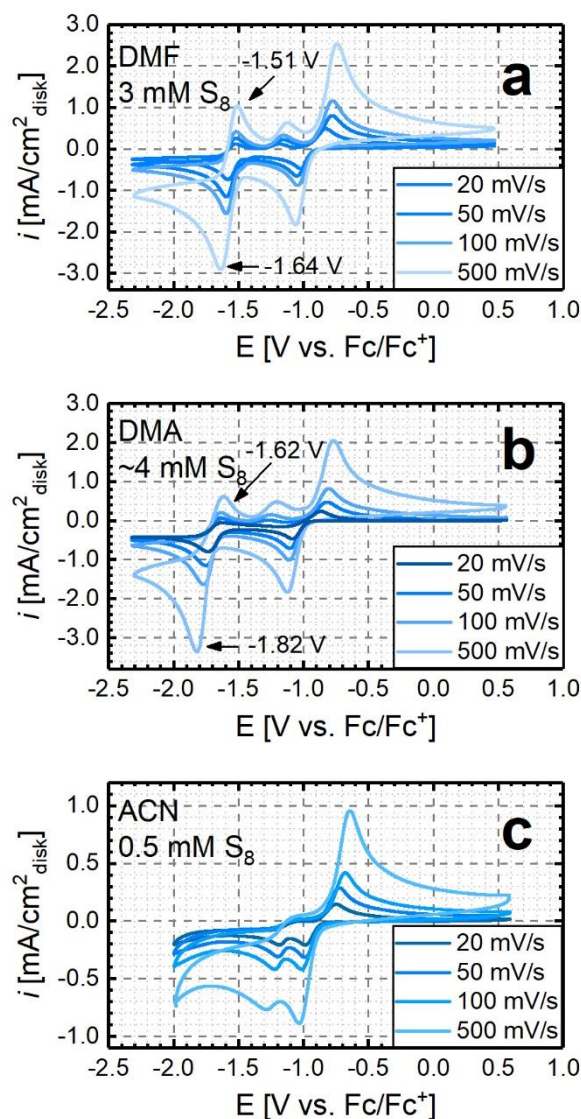 DMF
3 mM S₈
-1.51 V
a
3.0
2.0
1.0
0.0
-1.0
-2.0
-3.0
i [mA/cm²disk]
-1.64 V
20 mV/s
50 mV/s
100 mV/s
500 mV/s
-2.5 -2.0 -1.5 -1.0 -0.5 0.0 0.5 1.0
E [V vs. Fc/Fc⁺]
DMA
~4 mM S₈
-1.62 V
b
3.0
2.0
1.0
0.0
-1.0
-2.0
-3.0
i [mA/cm²disk]
-1.82 V
20 mV/s
50 mV/s
100 mV/s
500 mV/s
-2.5 -2.0 -1.5 -1.0 -0.5 0.0 0.5 1.0
E [V vs. Fc/Fc⁺]
ACN
0.5 mM S₈
c
1.0
0.5
0.0
-0.5
-1.0
i [mA/cm²disk]
20 mV/s
50 mV/s
100 mV/s
500 mV/s
-2.5 -2.0 -1.5 -1.0 -0.5 0.0 0.5 1.0
E [V vs. Fc/Fc⁺]